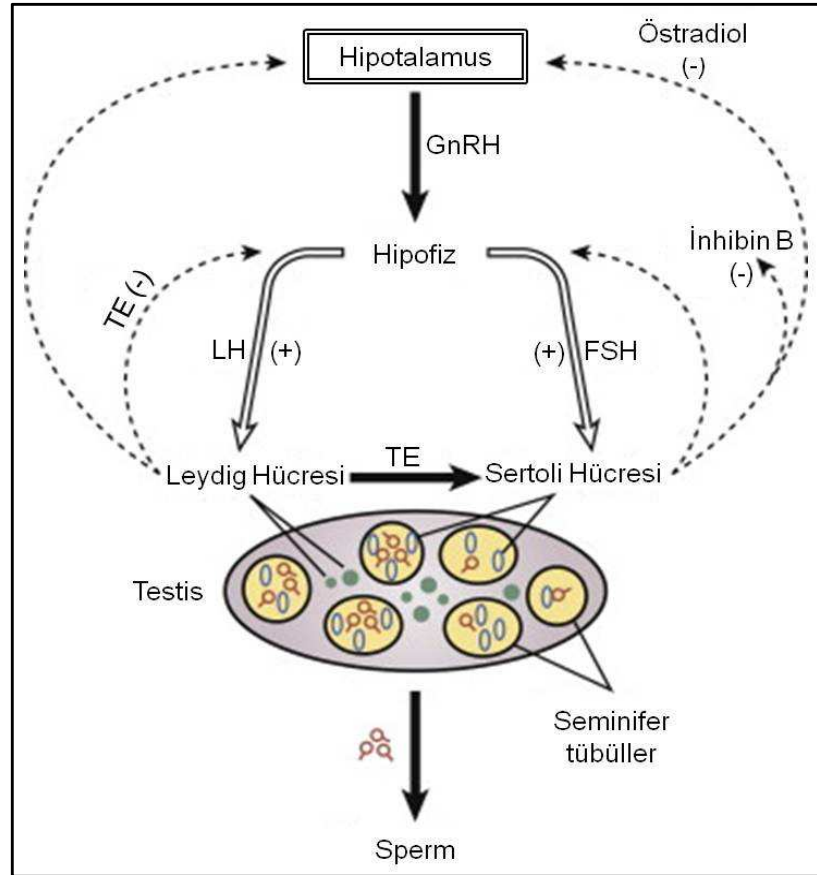 Hipotalamus
Östradiol
(-)
GnRH
Hipofiz
İnhibin B
(-)
TE (-)
LH
(+)
(+)
FSH
Leydig Hücresi
TE
Sertoli Hücresi
Testis
Seminifer
tübüller
Sperm